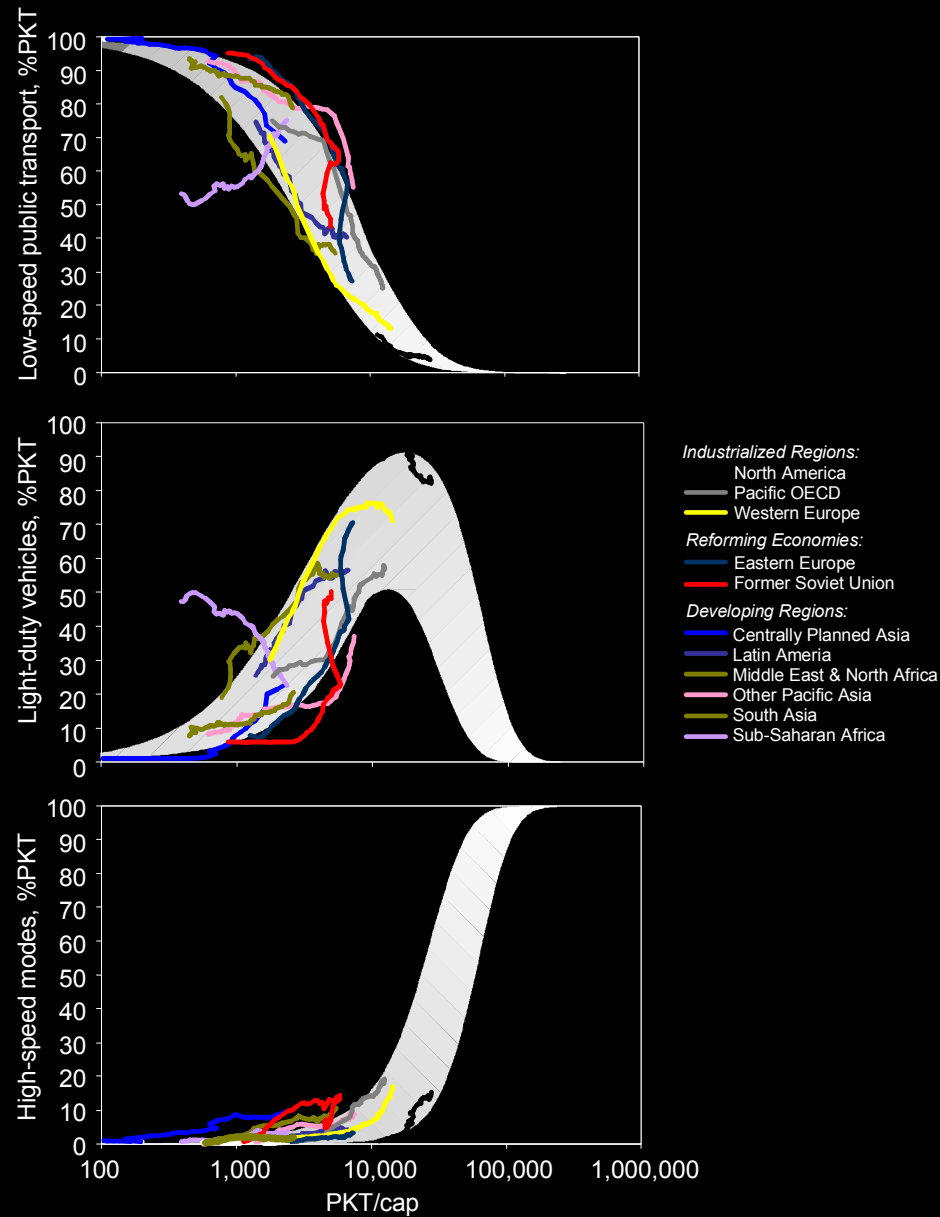 Low-speed public transport, %PKT
100
90
80
70
60
50
40
30
20
10
0
Light-duty vehicles, %PKT
100
90
80
70
60
50
40
30
20
10
0
Industrialized Regions:
North America
Pacific OECD
Western Europe
Reforming Economies:
Eastern Europe
Former Soviet Union
Developing Regions:
Centrally Planned Asia
Latin Ameria
Middle East & North Africa
Other Pacific Asia
South Asia
Sub-Saharan Africa
High-speed modes, %PKT
100
90
80
70
60
50
40
30
20
10
0
100 1,000 10,000 100,000 1,000,000
PKT/cap